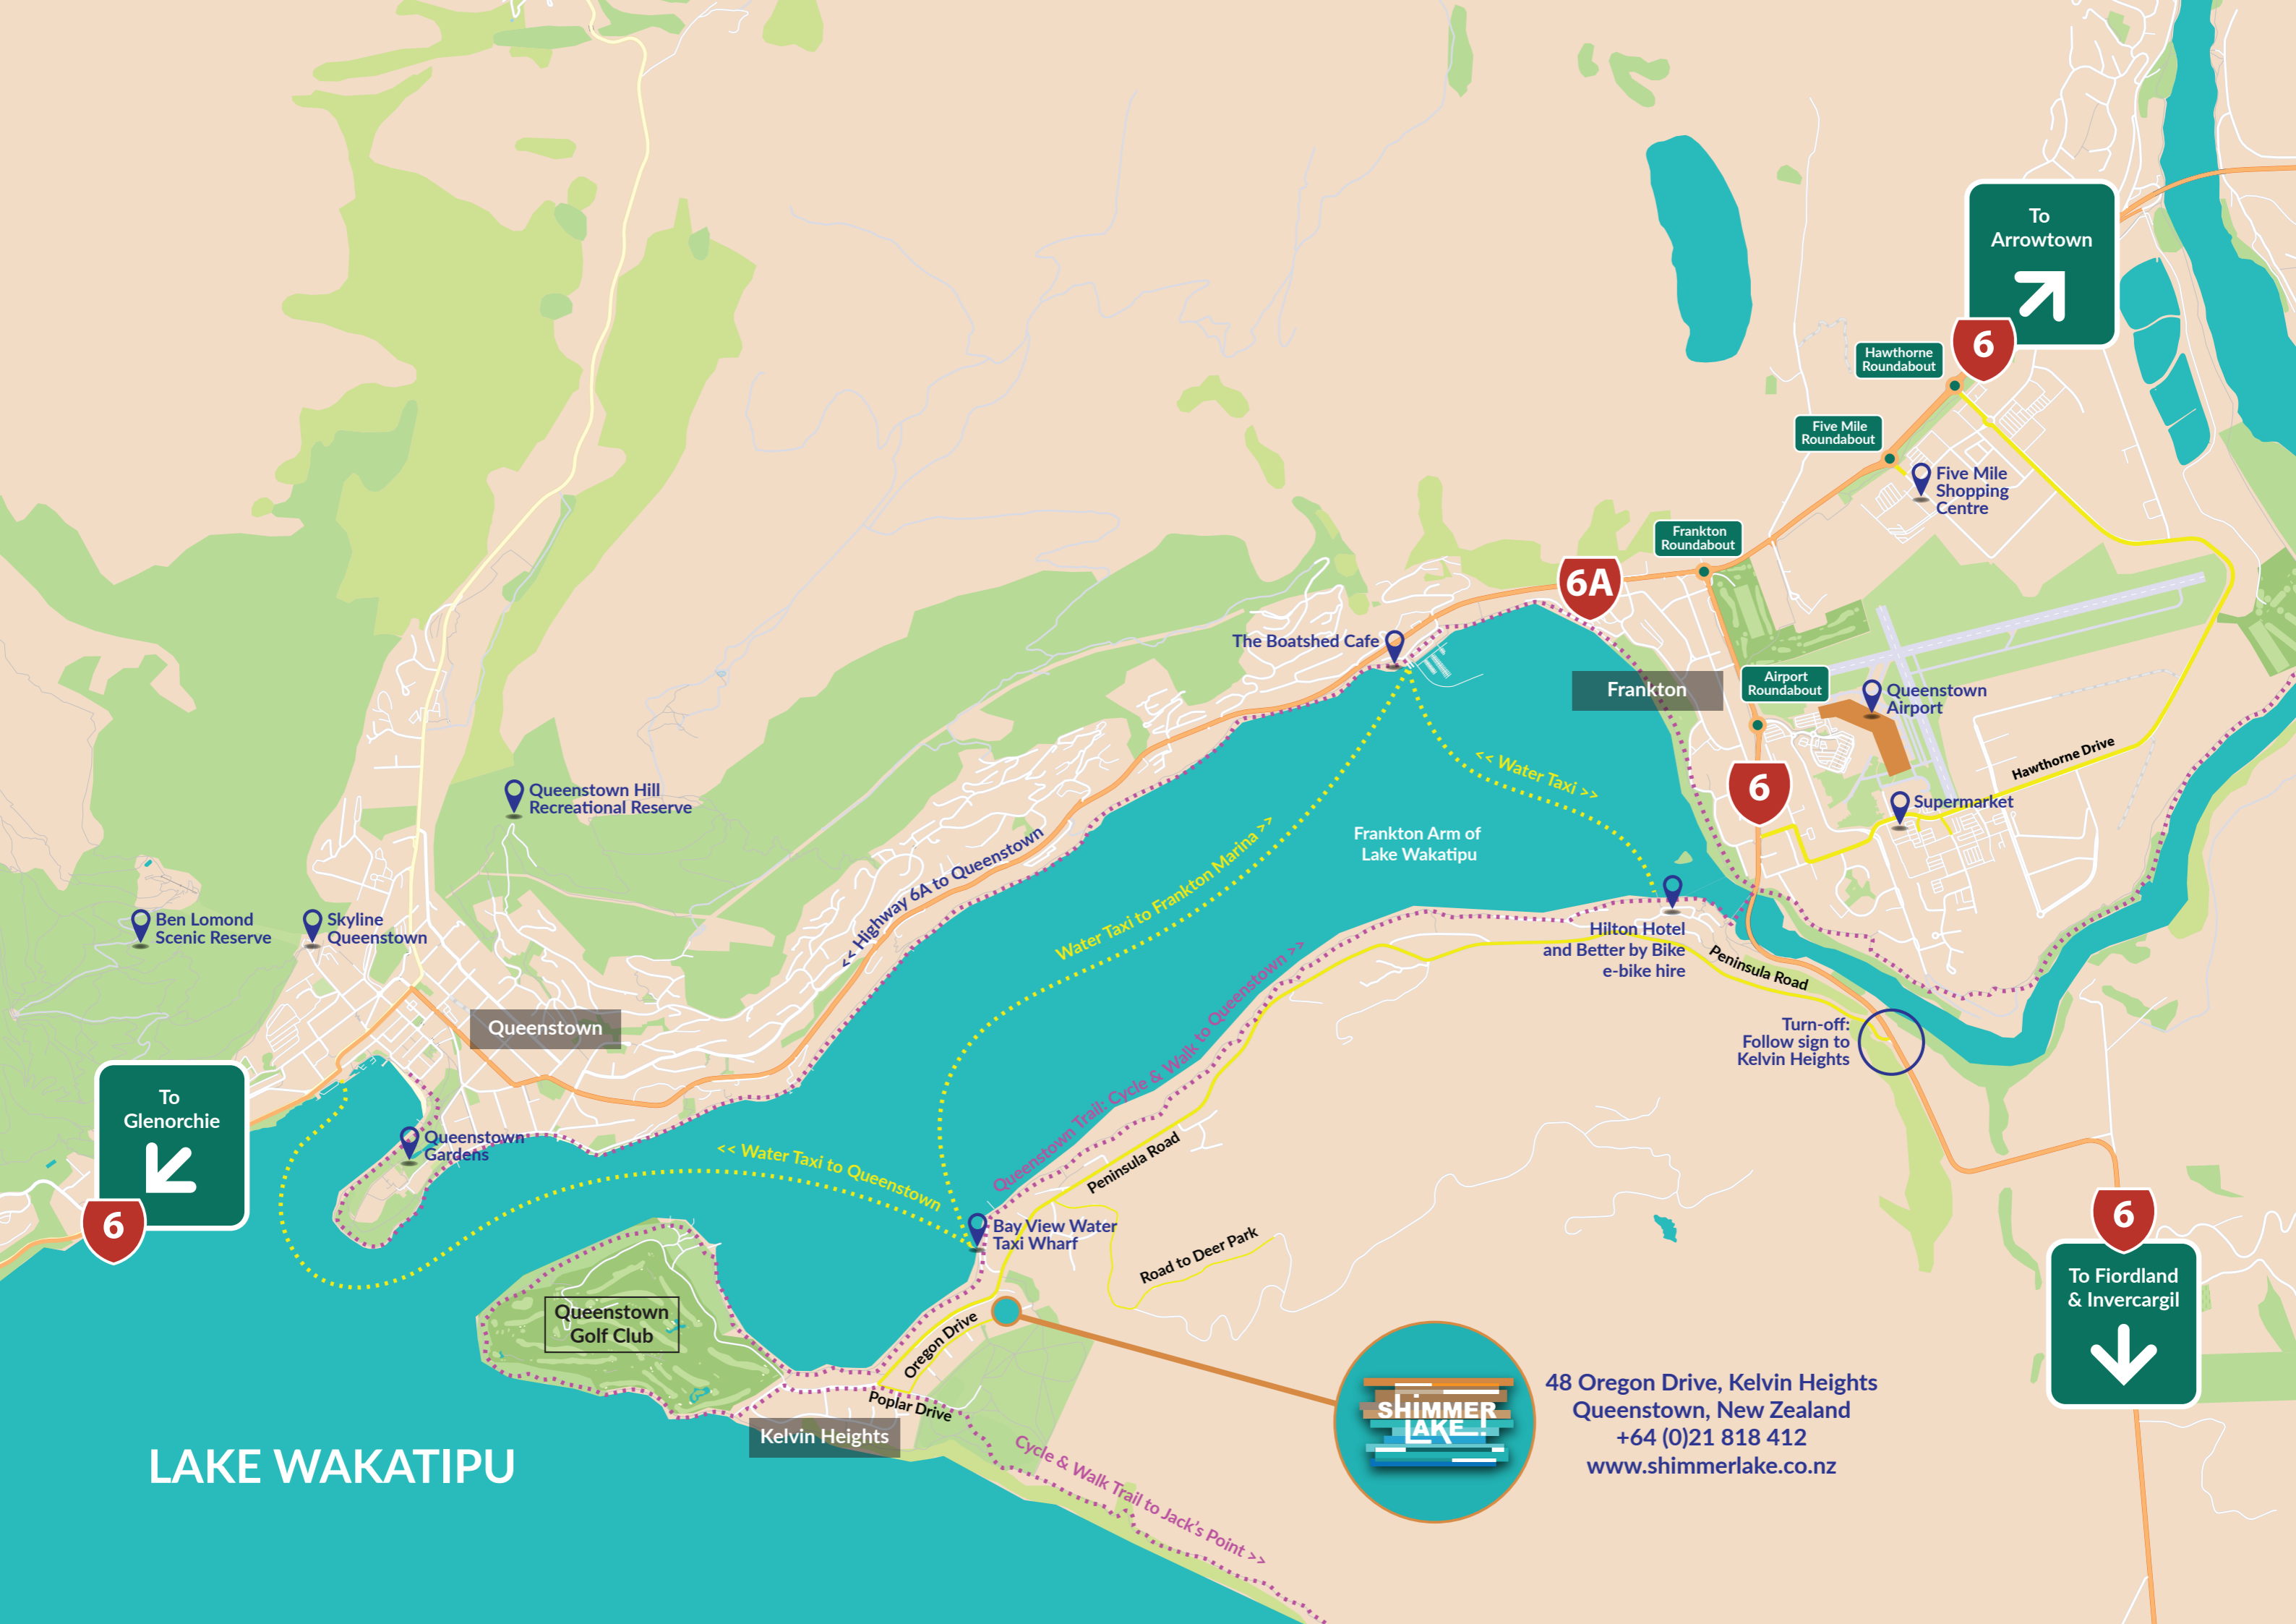 To
Arrowtown
6
Hawthorne
Roundabout
Five Mile
Roundabout
Five Mile
Shopping
Centre
Frankton
Roundabout
6A
The Boatshed Cafe
Frankton
Airport
Roundabout
Queenstown
Airport
<< Water Taxi >>
Hawthorne Drive
6
Supermarket
Queenstown Hill
Recreational Reserve
Frankton Arm of
Lake Wakatipu
<< Highway 6A to Queenstown
Water Taxi to Frankton Marina >>
Ben Lomond
Scenic Reserve
Skyline
Queenstown
Hilton Hotel
and Better by Bike
e-bike hire
Peninsula Road
Queenstown
Queenstown Trail: Cycle & Walk to Queenstown >>
Turn-off:
Follow sign to
Kelvin Heights
To
Glenorchie
6
Queenstown
Gardens
<< Water Taxi to Queenstown
Peninsula Road
Bay View Water
Taxi Wharf
Road to Deer Park
6
To Fiordland
& Invercargil
Queenstown
Golf Club
Oregon Drive
Poplar Drive
Kelvin Heights
SHIMMER
LAKE
48 Oregon Drive, Kelvin Heights
Queenstown, New Zealand
+64 (0)21 818 412
www.shimmerlake.co.nz
LAKE WAKATIPU
Cycle & Walk Trail to Jack's Point >>